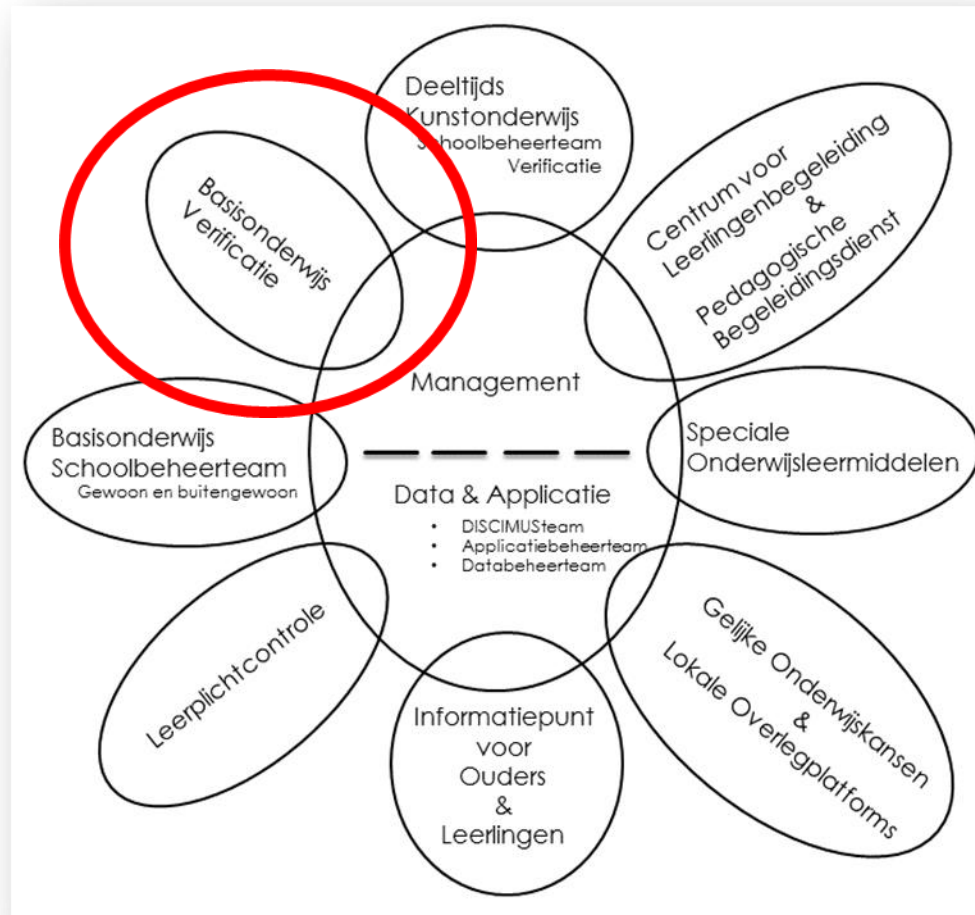 Deeltijds
Kunstonderwijs
Schoolbeheerteam
Verificatie
Centrum voor
Leerlingenbegeleiding
&
Pedagogische
Begeleidingsdienst
Basisonderwijs
Verificatie
Management
Basisonderwijs
Schoolbeheerteam
Gewoon en buitengewoon
Speciale
Onderwijsleermiddelen
Data & Applicatie
• DISCIMUSteam
• Applicatiebeheerteam
• Databeheerteam
Leerplichtcontrole
Gelijke Onderwijskansen
&
Lokale Overlegplatforms
Informatiepunt
voor
Ouders
&
Leerlingen